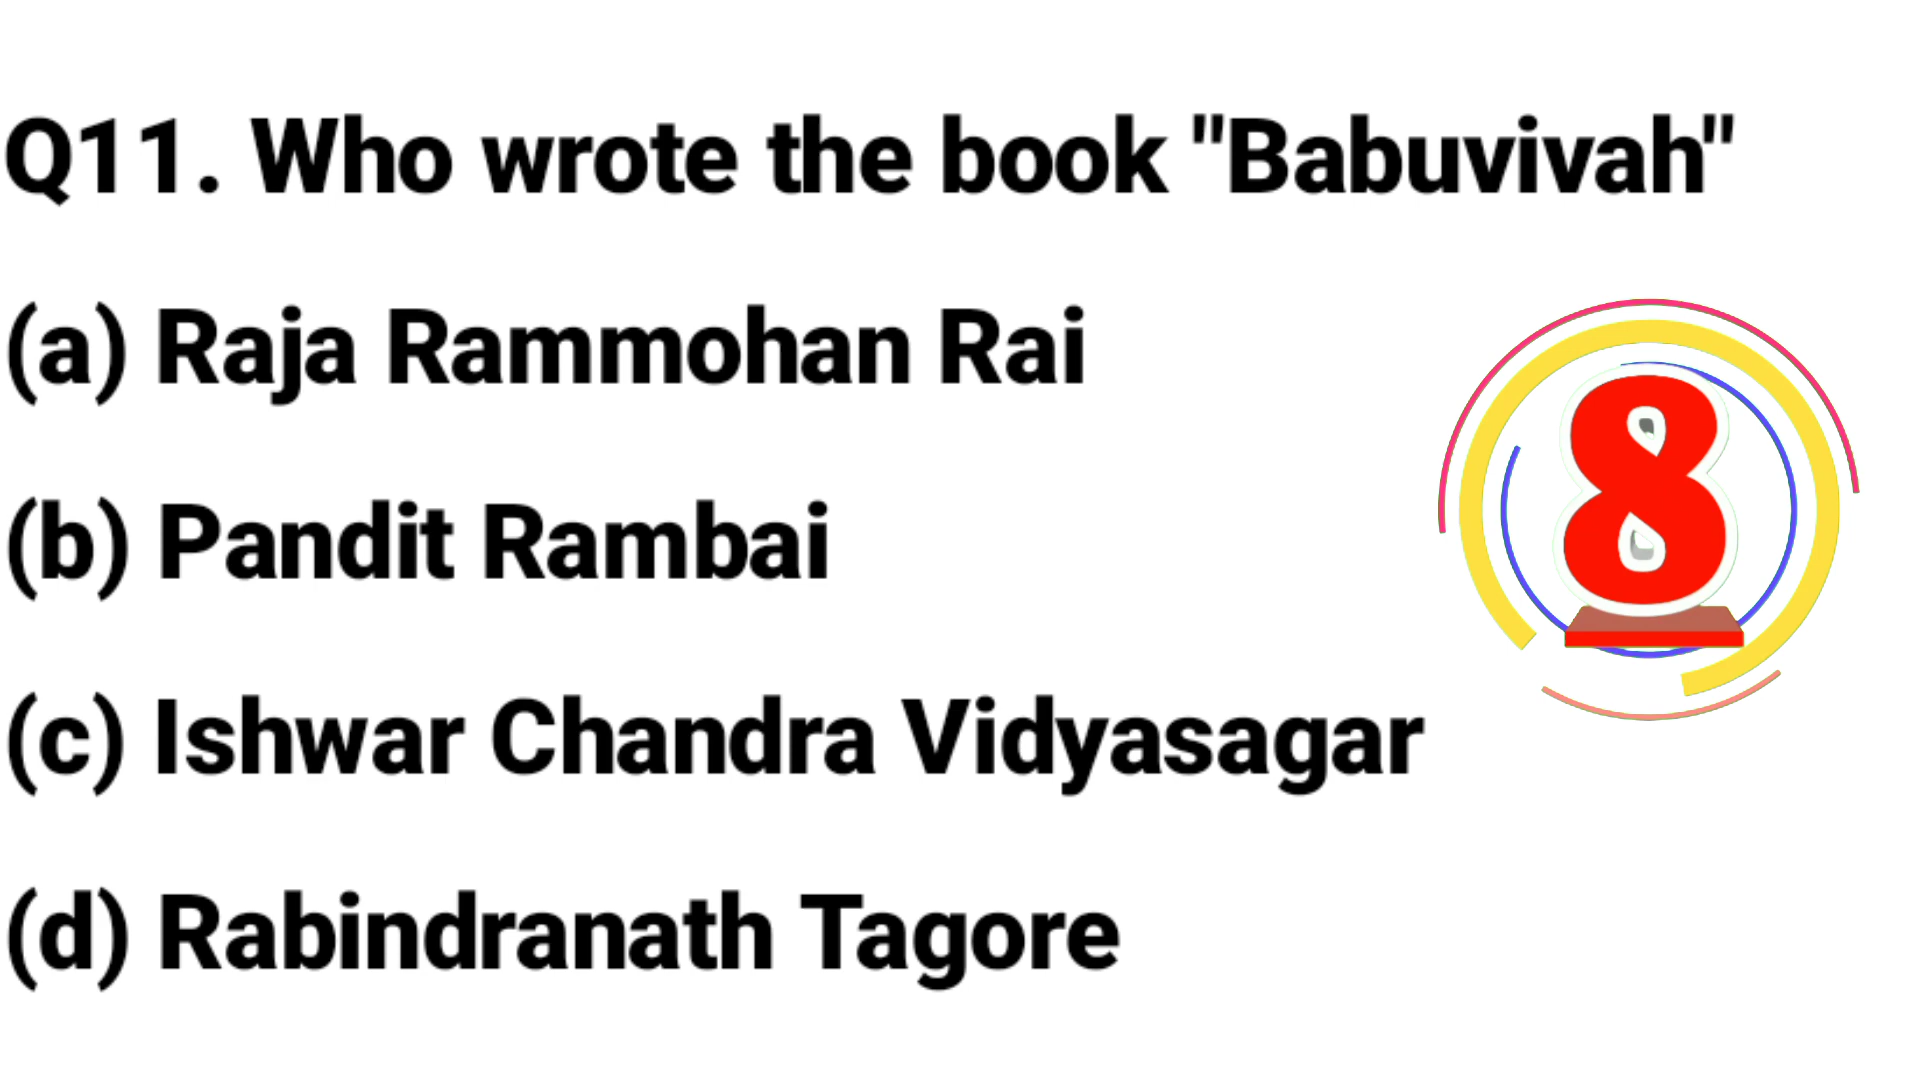 Q11. Who wrote the book "Babuvivah"
(a) Raja Rammohan Rai
(b) Pandit Rambai
8
(c) Ishwar Chandra Vidyasagar
(d) Rabindranath Tagore